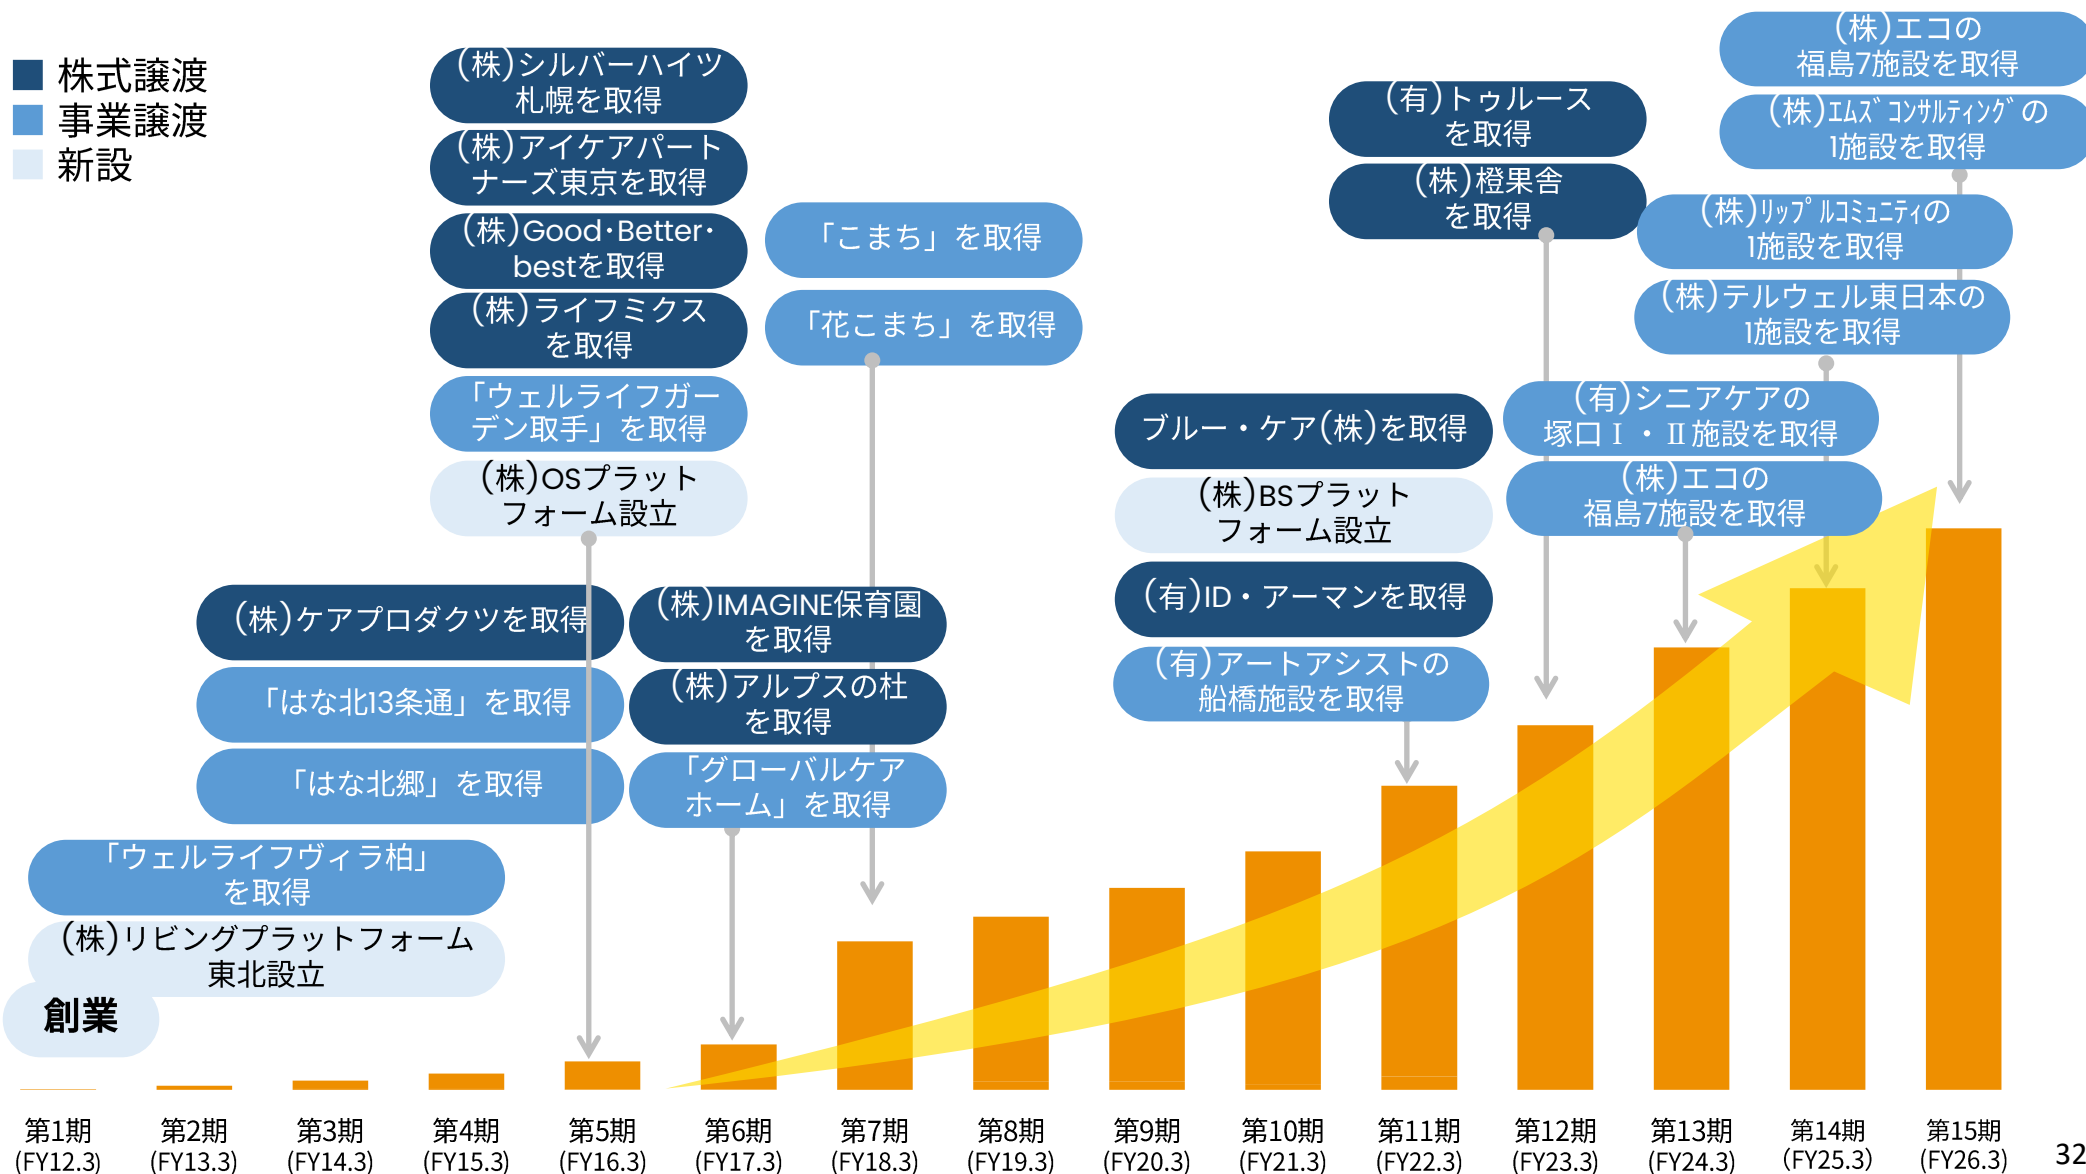 株式譲渡
事業譲渡
新設
(株)シルバーハイツ
札幌を取得
(株)アイケアパート
ナーズ東京を取得
(株)Good･Better･
bestを取得
(株)ライフミクス
を取得
「ウェルライフガー
デン取手」を取得
(株)OSプラット
フォーム設立
「こまち」を取得
「花こまち」を取得
(株)ケアプロダクツを取得
「はな北13条通」を取得
「はな北郷」を取得
(株)IMAGINE保育園
を取得
(株)アルプスの杜
を取得
「グローバルケア
ホーム」を取得
「ウェルライフヴィラ柏」
を取得
(株)リビングプラットフォーム
東北設立
創業
ブルー・ケア(株)を取得
(株)BSプラット
フォーム設立
(有)ID・アーマンを取得
(有)アートアシストの
船橋施設を取得
(有)トゥルース
を取得
(株)橙果舎
を取得
(株)エコの
福島7施設を取得
(株)ｴﾑｽﾞｺﾝｻﾙﾃｨﾝｸﾞの
1施設を取得
(株)ﾘｯﾌﾟﾙｺﾐｭﾆﾃｨの
1施設を取得
(株)テルウェル東日本の
1施設を取得
(有)シニアケアの
塚口Ⅰ・Ⅱ施設を取得
(株)エコの
福島7施設を取得
第1期
(FY12.3)
第2期
(FY13.3)
第3期
(FY14.3)
第4期
(FY15.3)
第5期
(FY16.3)
第6期
(FY17.3)
第7期
(FY18.3)
第8期
(FY19.3)
第9期
(FY20.3)
第10期
(FY21.3)
第11期
(FY22.3)
第12期
(FY23.3)
第13期
(FY24.3)
第14期
(FY25.3)
第15期
(FY26.3)
32